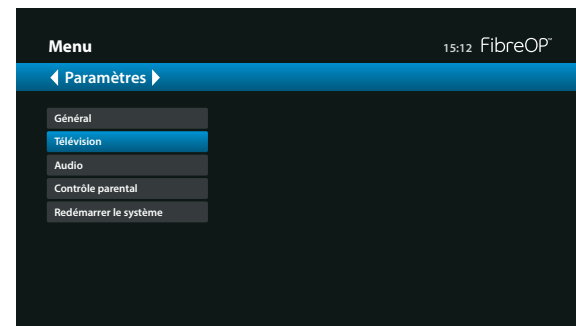 Menu
15:12 FibreOP™
Paramètres
Général
Télévision
Audio
Contrôle parental
Redémarrer le système